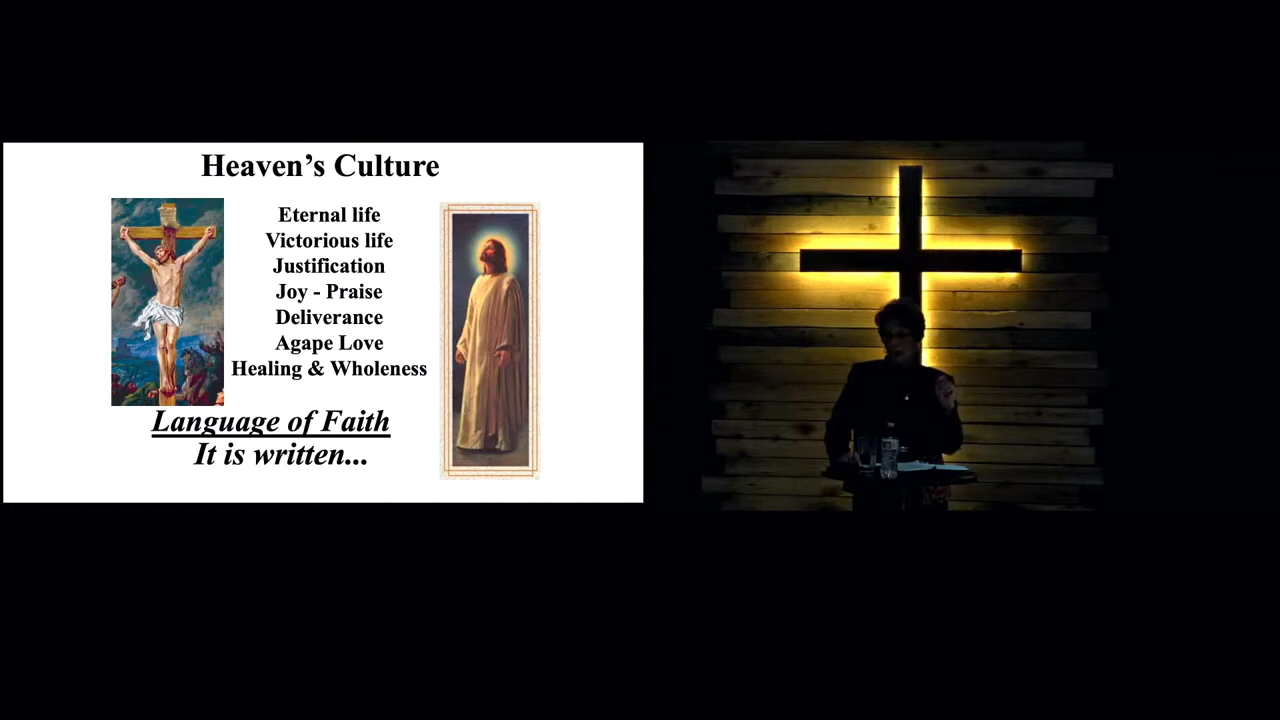 Heaven’s Culture
Eternal life
Victorious life
Justification
Joy - Praise
Deliverance
Agape Love
Healing & Wholeness
Language of Faith
It is written...